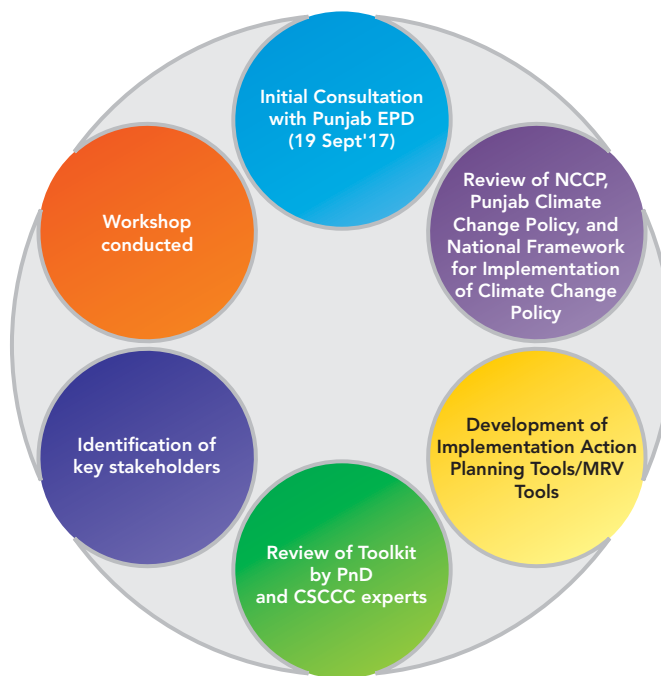 Initial Consultation
with Punjab EPD
(19 Sept'17)
Review of NCCP,
Punjab Climate
Change Policy, and
National Framework
for Implementation
of Climate Change
Policy
Development of
Implementation Action
Planning Tools/MRV
Tools
Review of Toolkit
by PnD
and CSCCC experts
Identification of
key stakeholders
Workshop
conducted